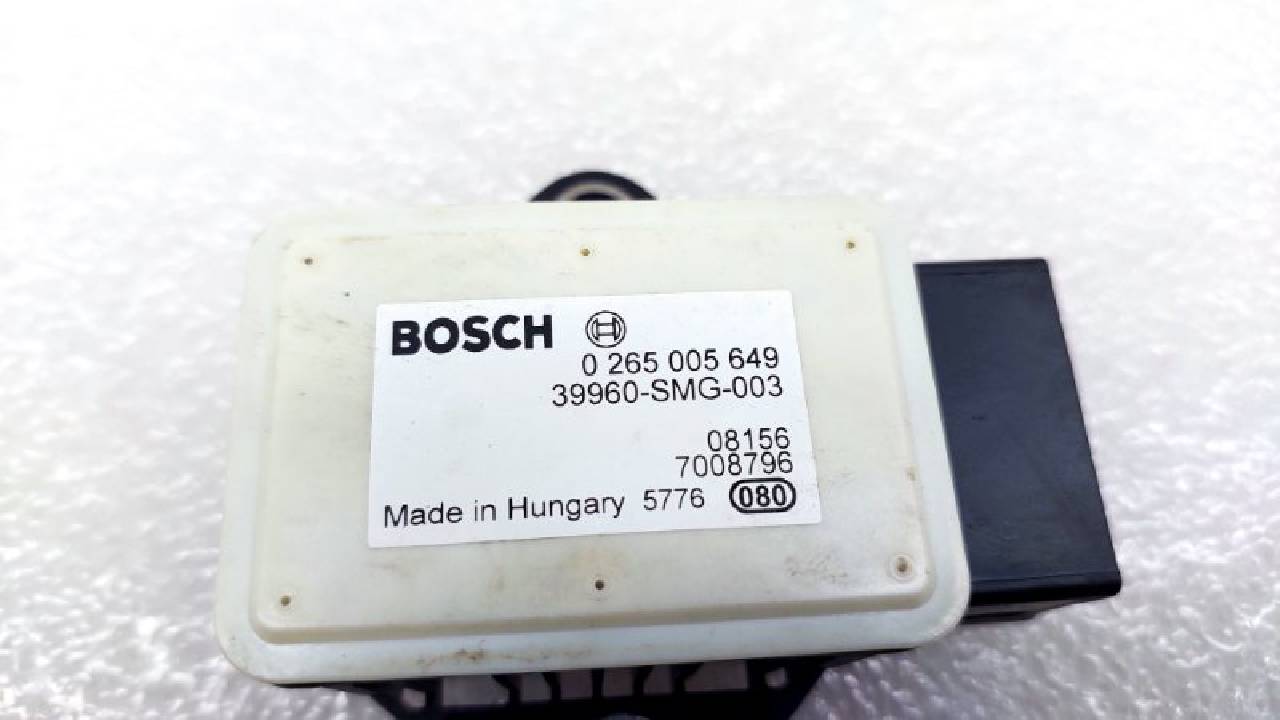 BOSCH
0 265 005 649
39960-SMG-003
08156
7008796
Made in Hungary 5776 080